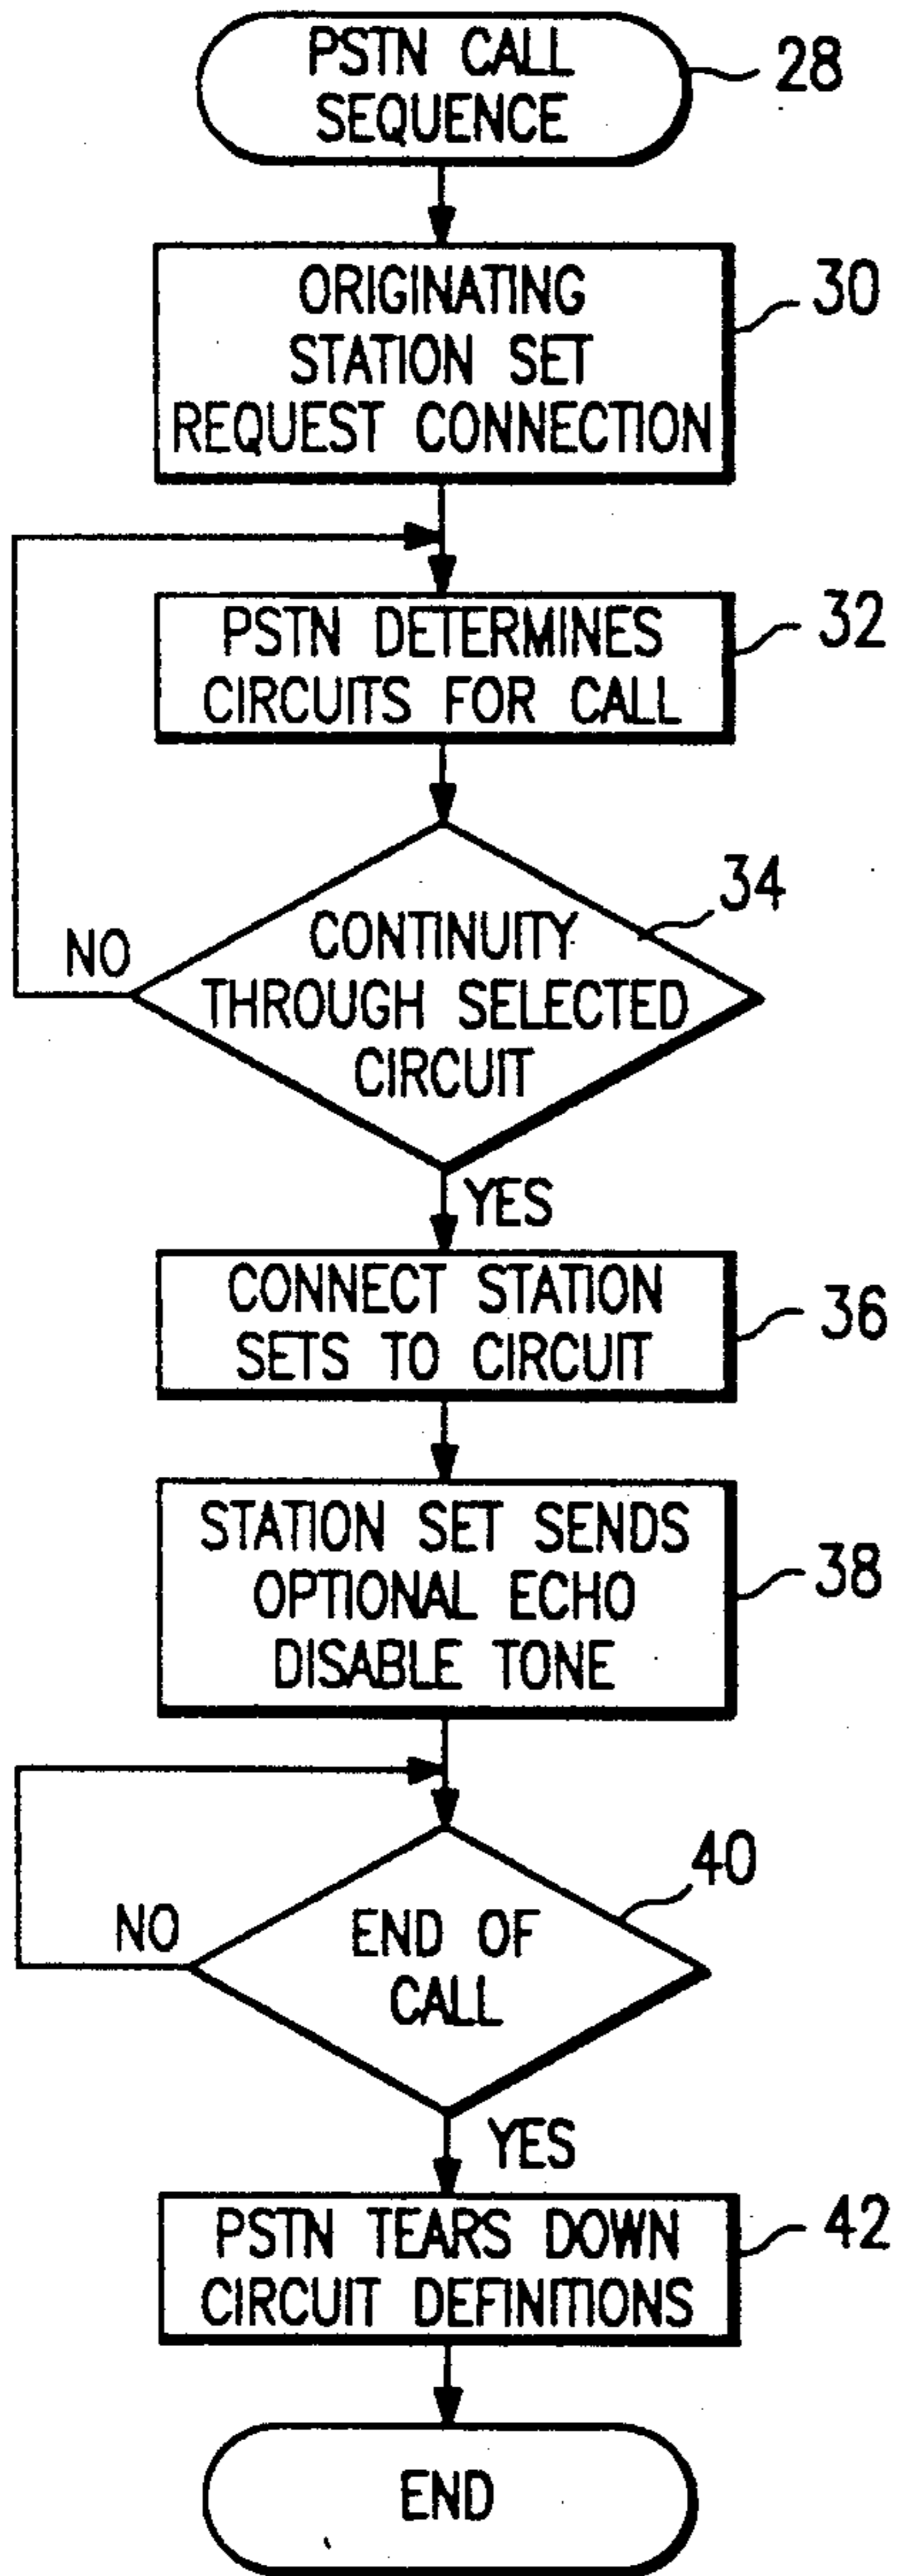 PSTN CALL
SEQUENCE
28
ORIGINATING
STATION SET
REQUEST CONNECTION
30
PSTN DETERMINES
CIRCUITS FOR CALL
32
CONTINUITY
THROUGH SELECTED
CIRCUIT
34
NO
YES
CONNECT STATION
SETS TO CIRCUIT
36
STATION SET SENDS
OPTIONAL ECHO
DISABLE TONE
38
END OF
CALL
40
NO
YES
PSTN TEARS DOWN
CIRCUIT DEFINITIONS
42
END